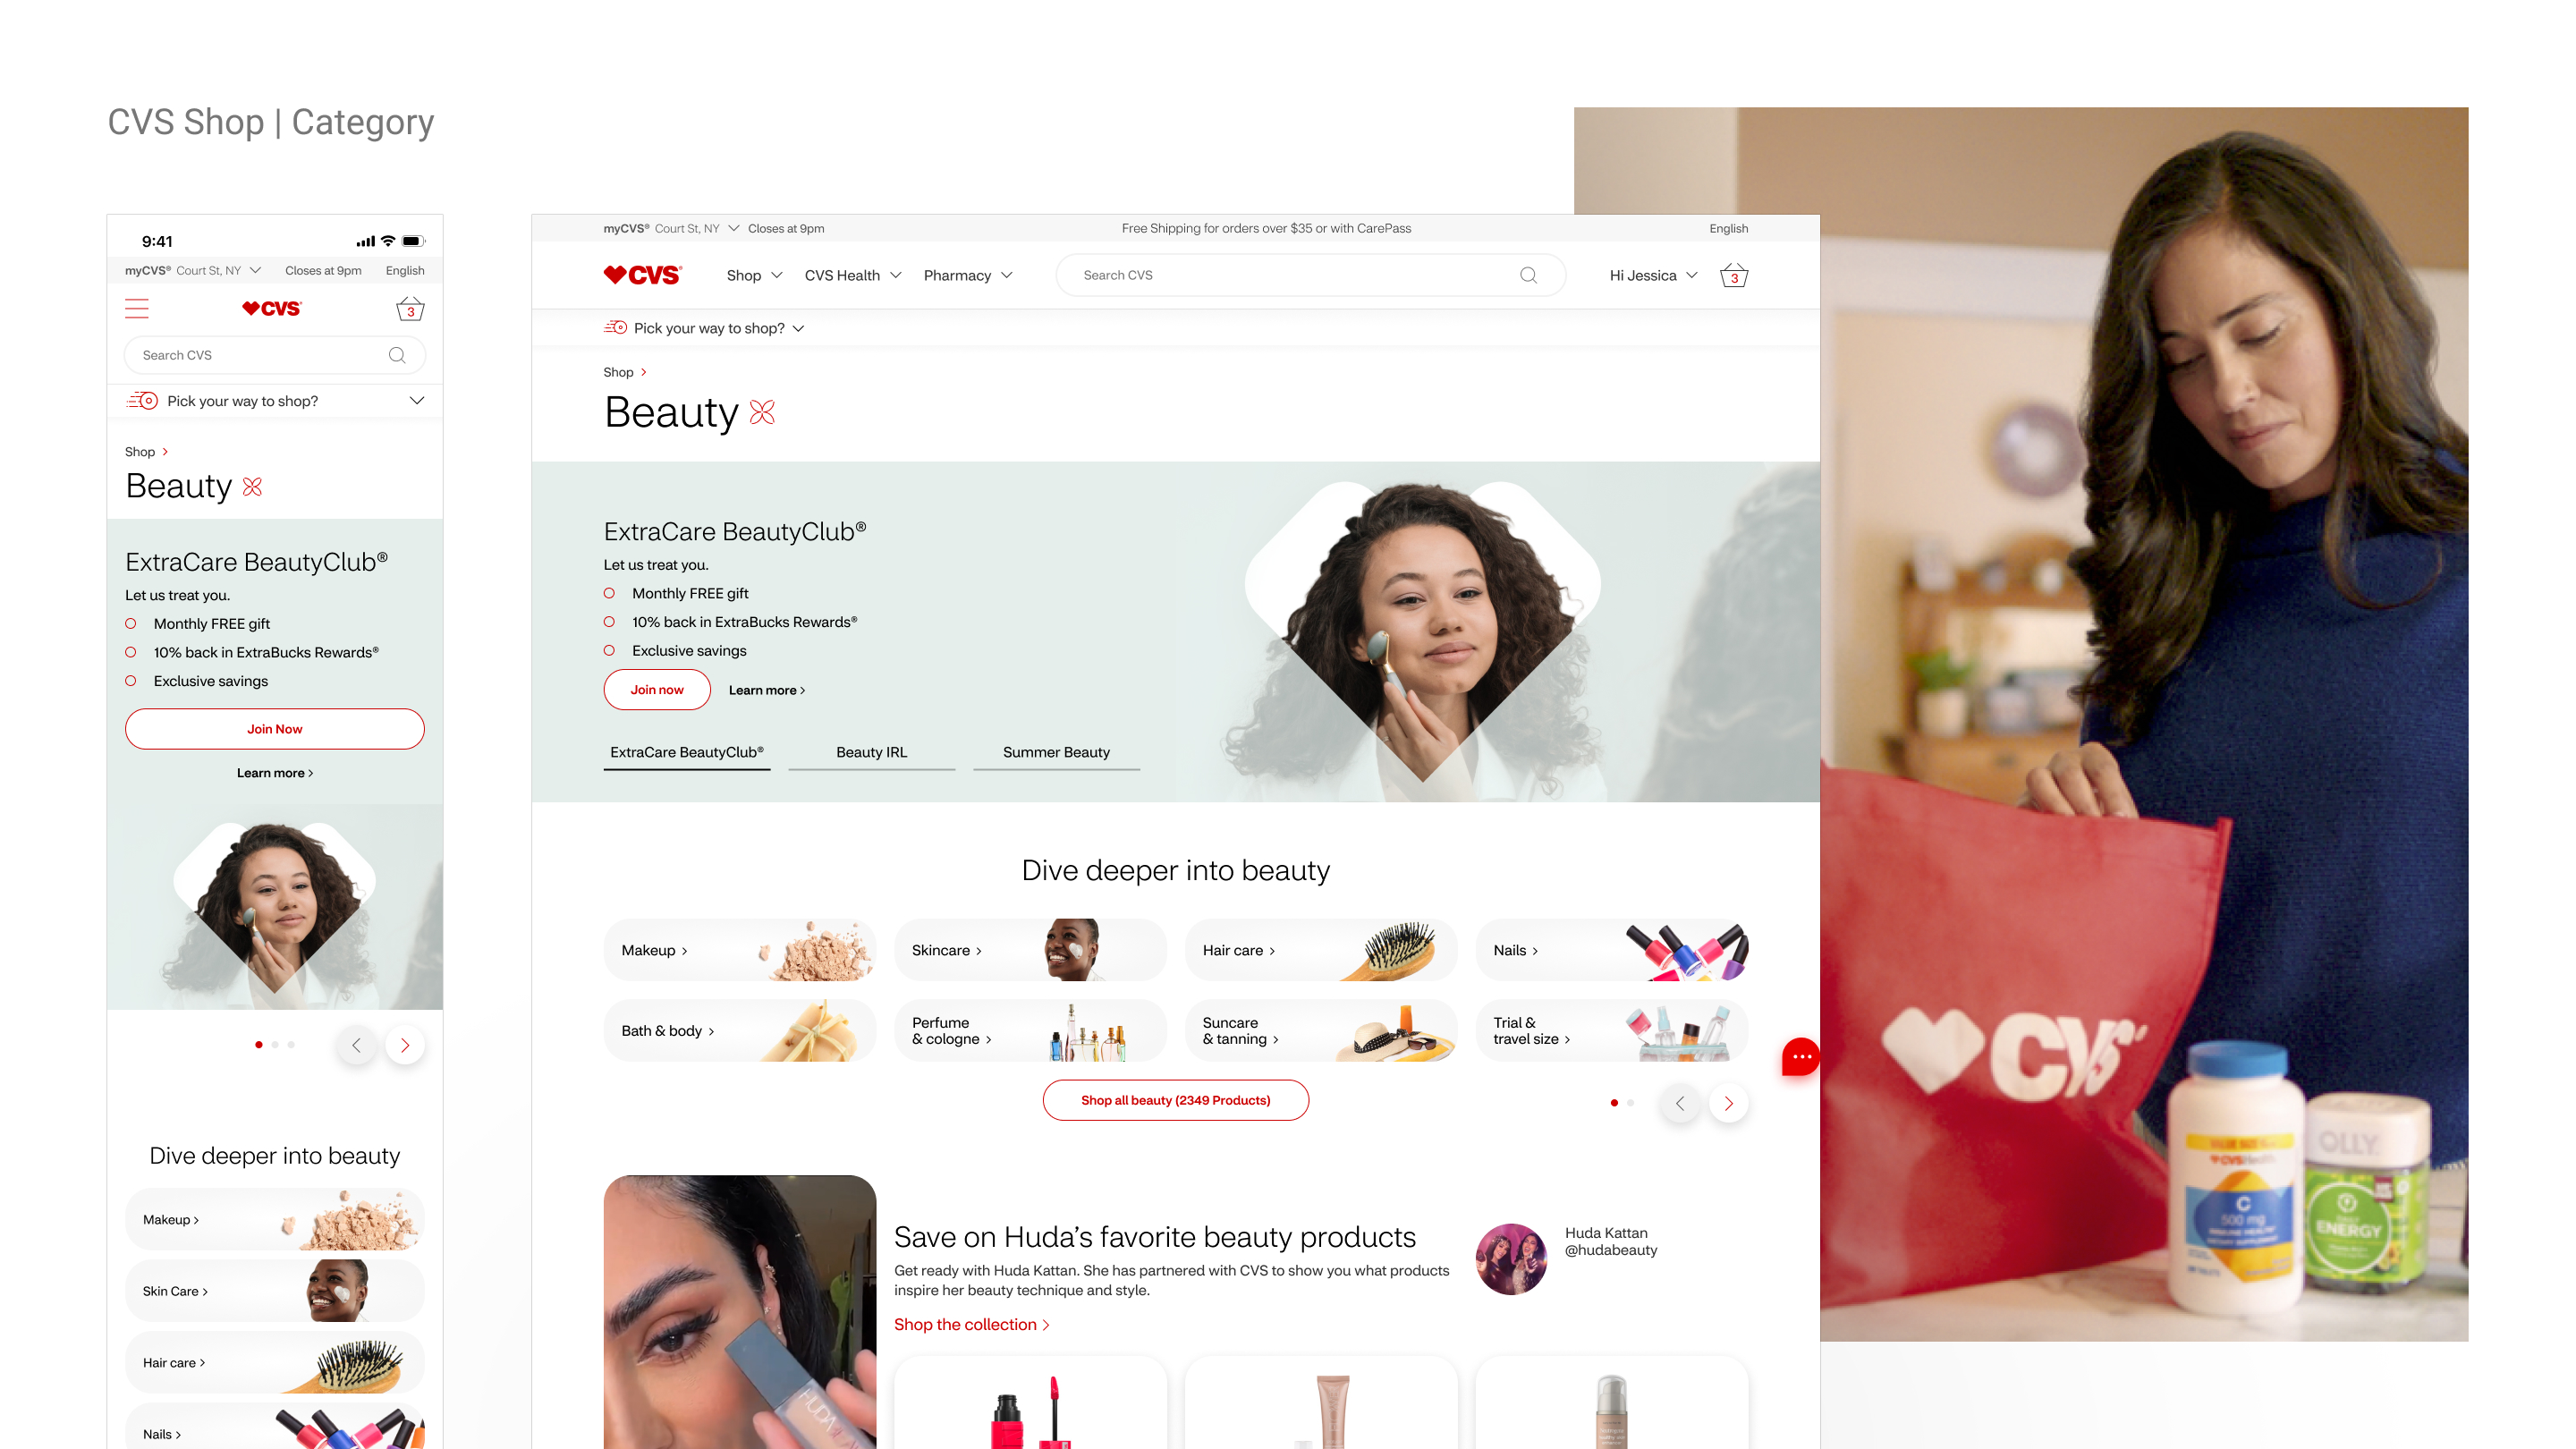 CVS Shop | Category
9:41
myCVS® Court St, NY Closes at 9pm English
CVS®
3
Search CVS
Pick your way to shop?
Shop >
Beauty
ExtraCare BeautyClub®
Let us treat you.
Monthly FREE gift
10% back in ExtraBucks Rewards®
Exclusive savings
Join Now
Learn more >
Dive deeper into beauty
Makeup >
Skin Care >
Hair care >
Nails >
myCVS® Court St, NY Closes at 9pm Free Shipping for orders over $35 or with CarePass English
CVS® Shop CVS Health Pharmacy Search CVS Hi Jessica 3
Pick your way to shop?
Shop >
Beauty
ExtraCare BeautyClub®
Let us treat you.
Monthly FREE gift
10% back in ExtraBucks Rewards®
Exclusive savings
Join now Learn more >
ExtraCare BeautyClub® Beauty IRL Summer Beauty
Dive deeper into beauty
Makeup > Skincare > Hair care > Nails >
Bath & body >
Perfume
& cologne >
Suncare
& tanning >
Trial &
travel size >
Shop all beauty (2349 Products)
Save on Huda’s favorite beauty products
Get ready with Huda Kattan. She has partnered with CVS to show you what products
inspire her beauty technique and style.
Shop the collection >
Huda Kattan
@hudabeauty
HUDA
CVS
CVSHealth
C
500 mg
OLLY
ENERGY